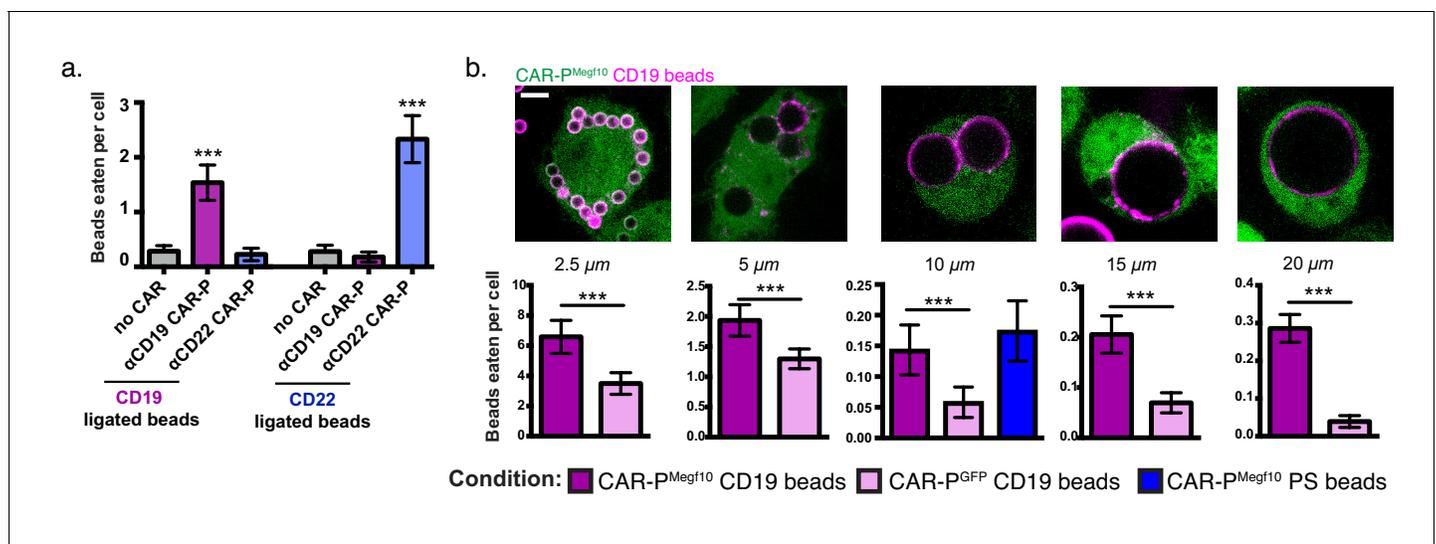 a.
Beads eaten per cell
3
2
1
0
***
***
no CAR
αCD19 CAR-P
αCD22 CAR-P
no CAR
αCD19 CAR-P
αCD22 CAR-P
CD19
ligated beads
CD22
ligated beads
b.
CAR-P^Megf10 CD19 beads
2.5 µm
5 µm
10 µm
15 µm
20 µm
Beads eaten per cell
10
8
6
4
2
0
***
2.5
2.0
1.5
1.0
0.5
0.0
***
0.25
0.20
0.15
0.10
0.05
0.00
***
0.3
0.2
0.1
0.0
***
0.4
0.3
0.2
0.1
0.0
***
Condition: CAR-P^Megf10 CD19 beads CAR-P^GFP CD19 beads CAR-P^Megf10 PS beads